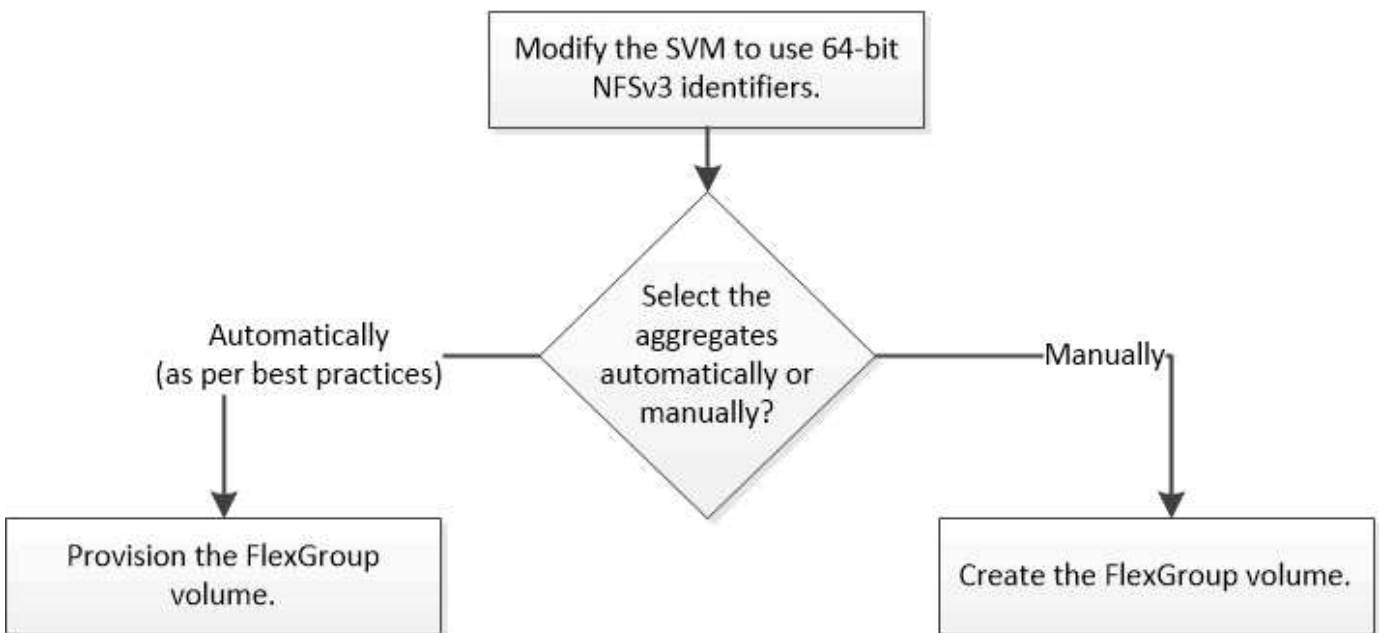 Modify the SVM to use 64-bit
NFSv3 identifiers.
Select the
aggregates
automatically or
manually?
Automatically
(as per best practices)
Manually
Provision the FlexGroup
volume.
Create the FlexGroup volume.